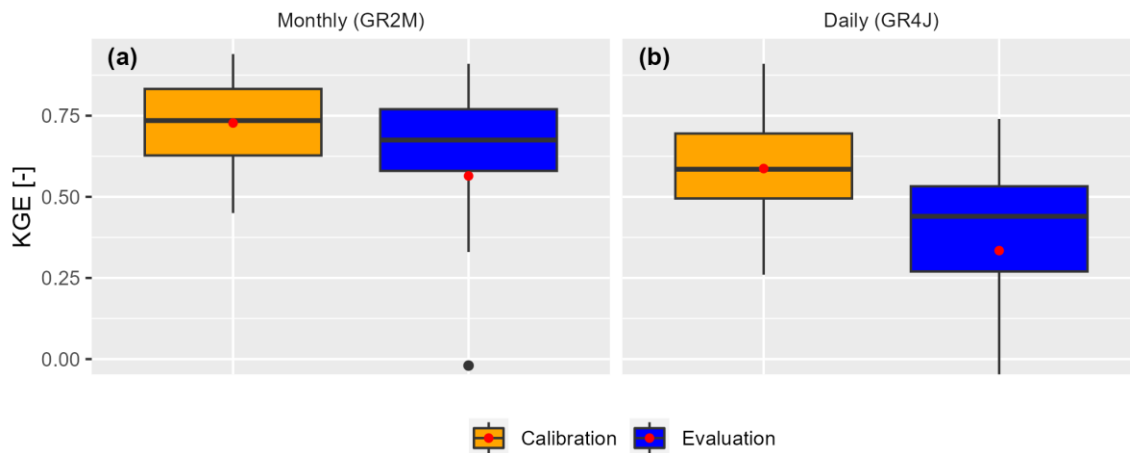 Monthly (GR2M) Daily (GR4J)
(a) (b)
KGE [-]
0.75
0.50
0.25
0.00
Calibration Evaluation